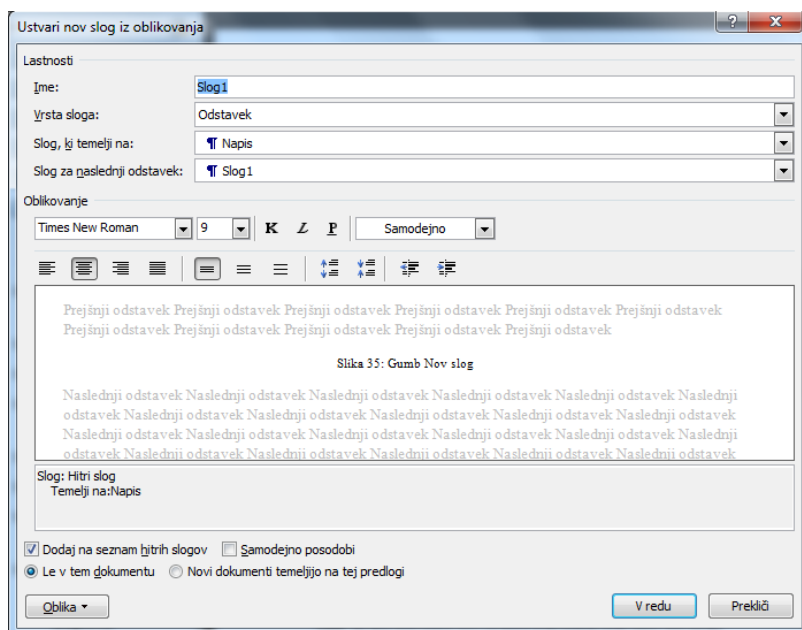 Ustvari nov slog iz oblikovanja
Lastnosti
Ime: Slog1
Vrsta sloga: Odstavek
Slog, ki temelji na: ¶ Napis
Slog za naslednji odstavek: ¶ Slog1
Oblikovanje
Times New Roman 9 K L P Samodejno
Prejšnji odstavek Prejšnji odstavek Prejšnji odstavek Prejšnji odstavek Prejšnji odstavek Prejšnji odstavek
Prejšnji odstavek Prejšnji odstavek Prejšnji odstavek Prejšnji odstavek Prejšnji odstavek
Slika 35: Gumb Nov slog
Naslednji odstavek Naslednji odstavek Naslednji odstavek Naslednji odstavek Naslednji odstavek Naslednji
odstavek Naslednji odstavek Naslednji odstavek Naslednji odstavek Naslednji odstavek Naslednji odstavek
Naslednji odstavek Naslednji odstavek Naslednji odstavek Naslednji odstavek Naslednji odstavek Naslednji
odstavek Naslednji odstavek Naslednji odstavek Naslednji odstavek Naslednji odstavek Naslednji odstavek
Slog: Hitri slog
Temelji na:Napis
Dodaj na seznam hitrih slogov Samodejno posodobi
Le v tem dokumentu Novi dokumenti temeljijo na tej predlogi
Oblika V redu Prekliči